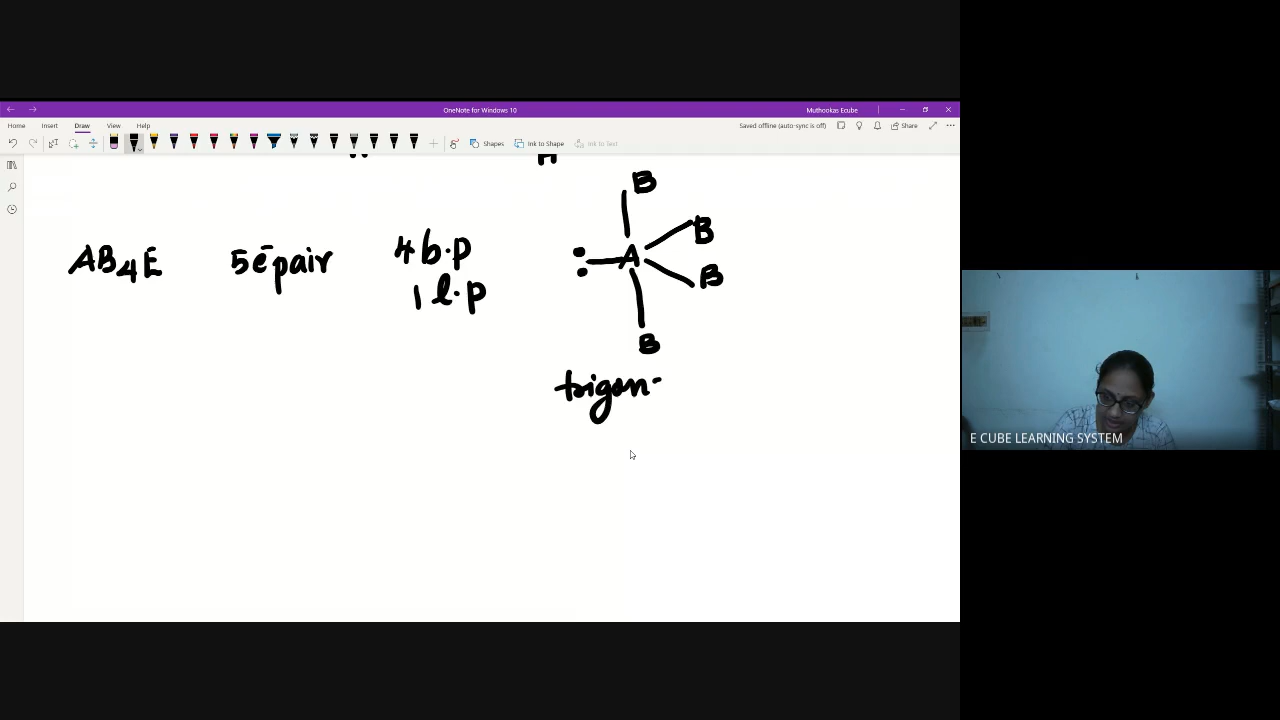 OneNote for Windows 10
Muthookas Ecube
Home Insert Draw View Help
Saved offline (auto-sync is off)
Share
Shapes
Ink to Shape
Ink to Text
H H
B
B
AB₄E 5ē pair 4 b.p
A
B
1 l.p
B
trigon-
E CUBE LEARNING SYSTEM